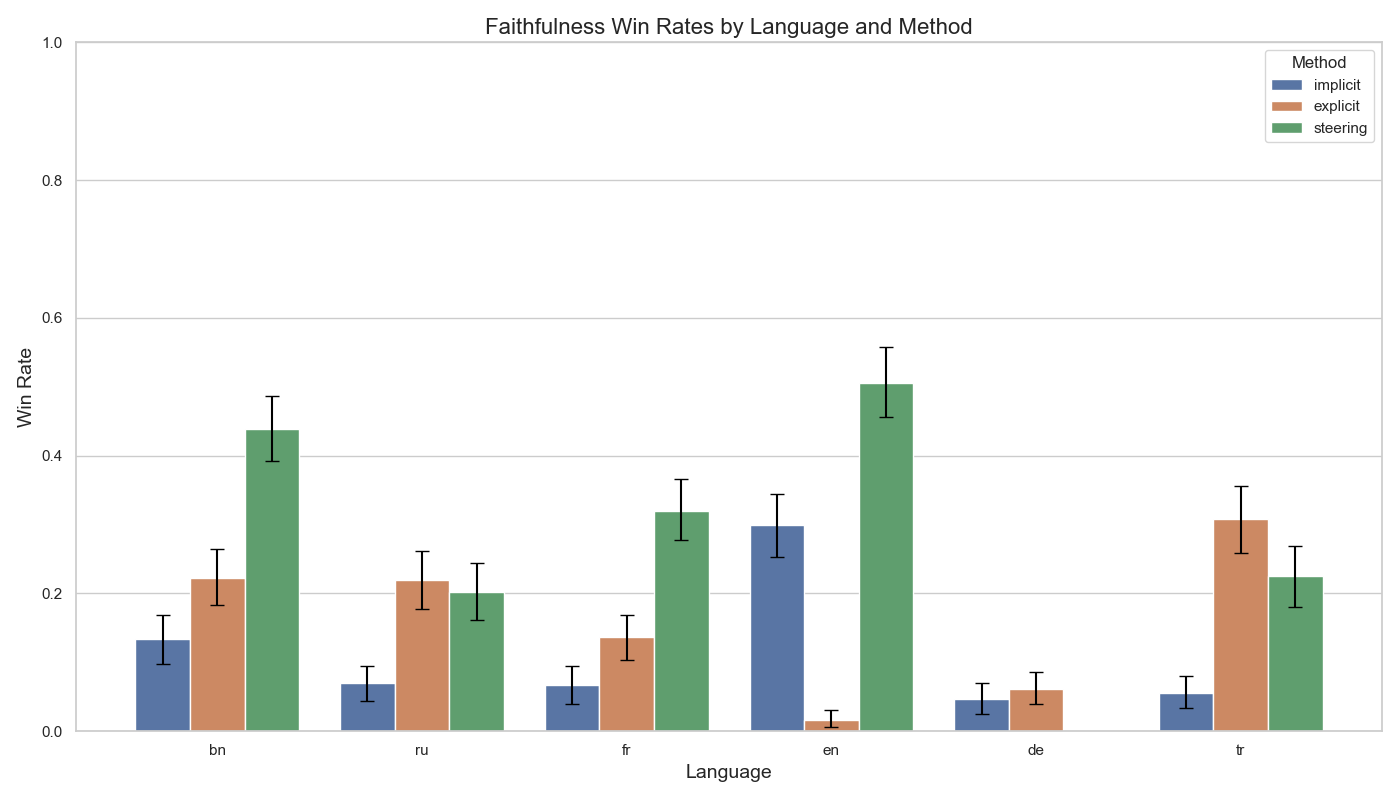 Faithfulness Win Rates by Language and Method
1.0
0.8
0.6
0.4
0.2
0.0
Win Rate
Method
implicit
explicit
steering
bn
ru
fr
en
de
tr
Language